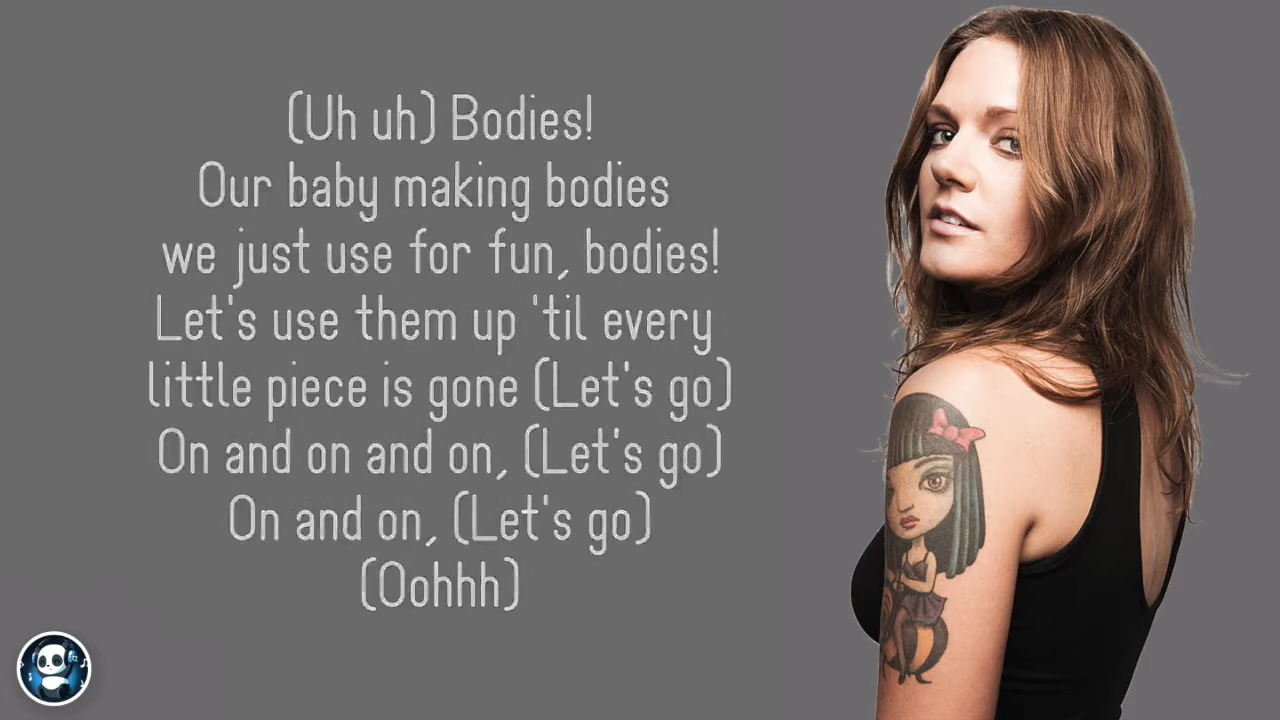 (Uh uh) Bodies!
Our baby making bodies
we just use for fun, bodies!
Let's use them up 'til every
little piece is gone (Let's go)
On and on and on, (Let's go)
On and on, (Let's go)
(Oohhh)